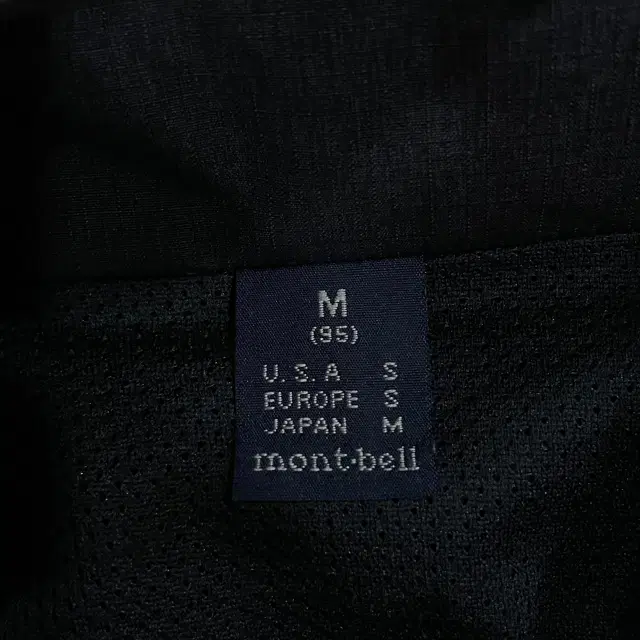 M
(95)
U.S.A S
EUROPE S
JAPAN M
mont-bell